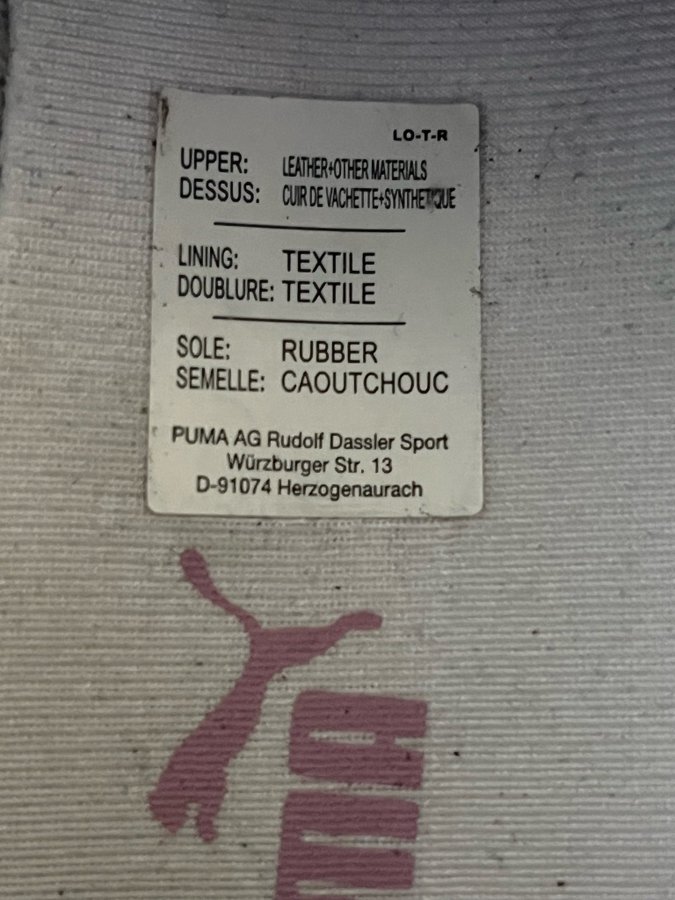 LO-T-R
UPPER: LEATHER+OTHER MATERIALS
DESSUS: CUIR DE VACHETTE+SYNTHETIQUE
LINING: TEXTILE
DOUBLURE: TEXTILE
SOLE: RUBBER
SEMELLE: CAOUTCHOUC
PUMA AG Rudolf Dassler Sport
Würzburger Str. 13
D-91074 Herzogenaurach